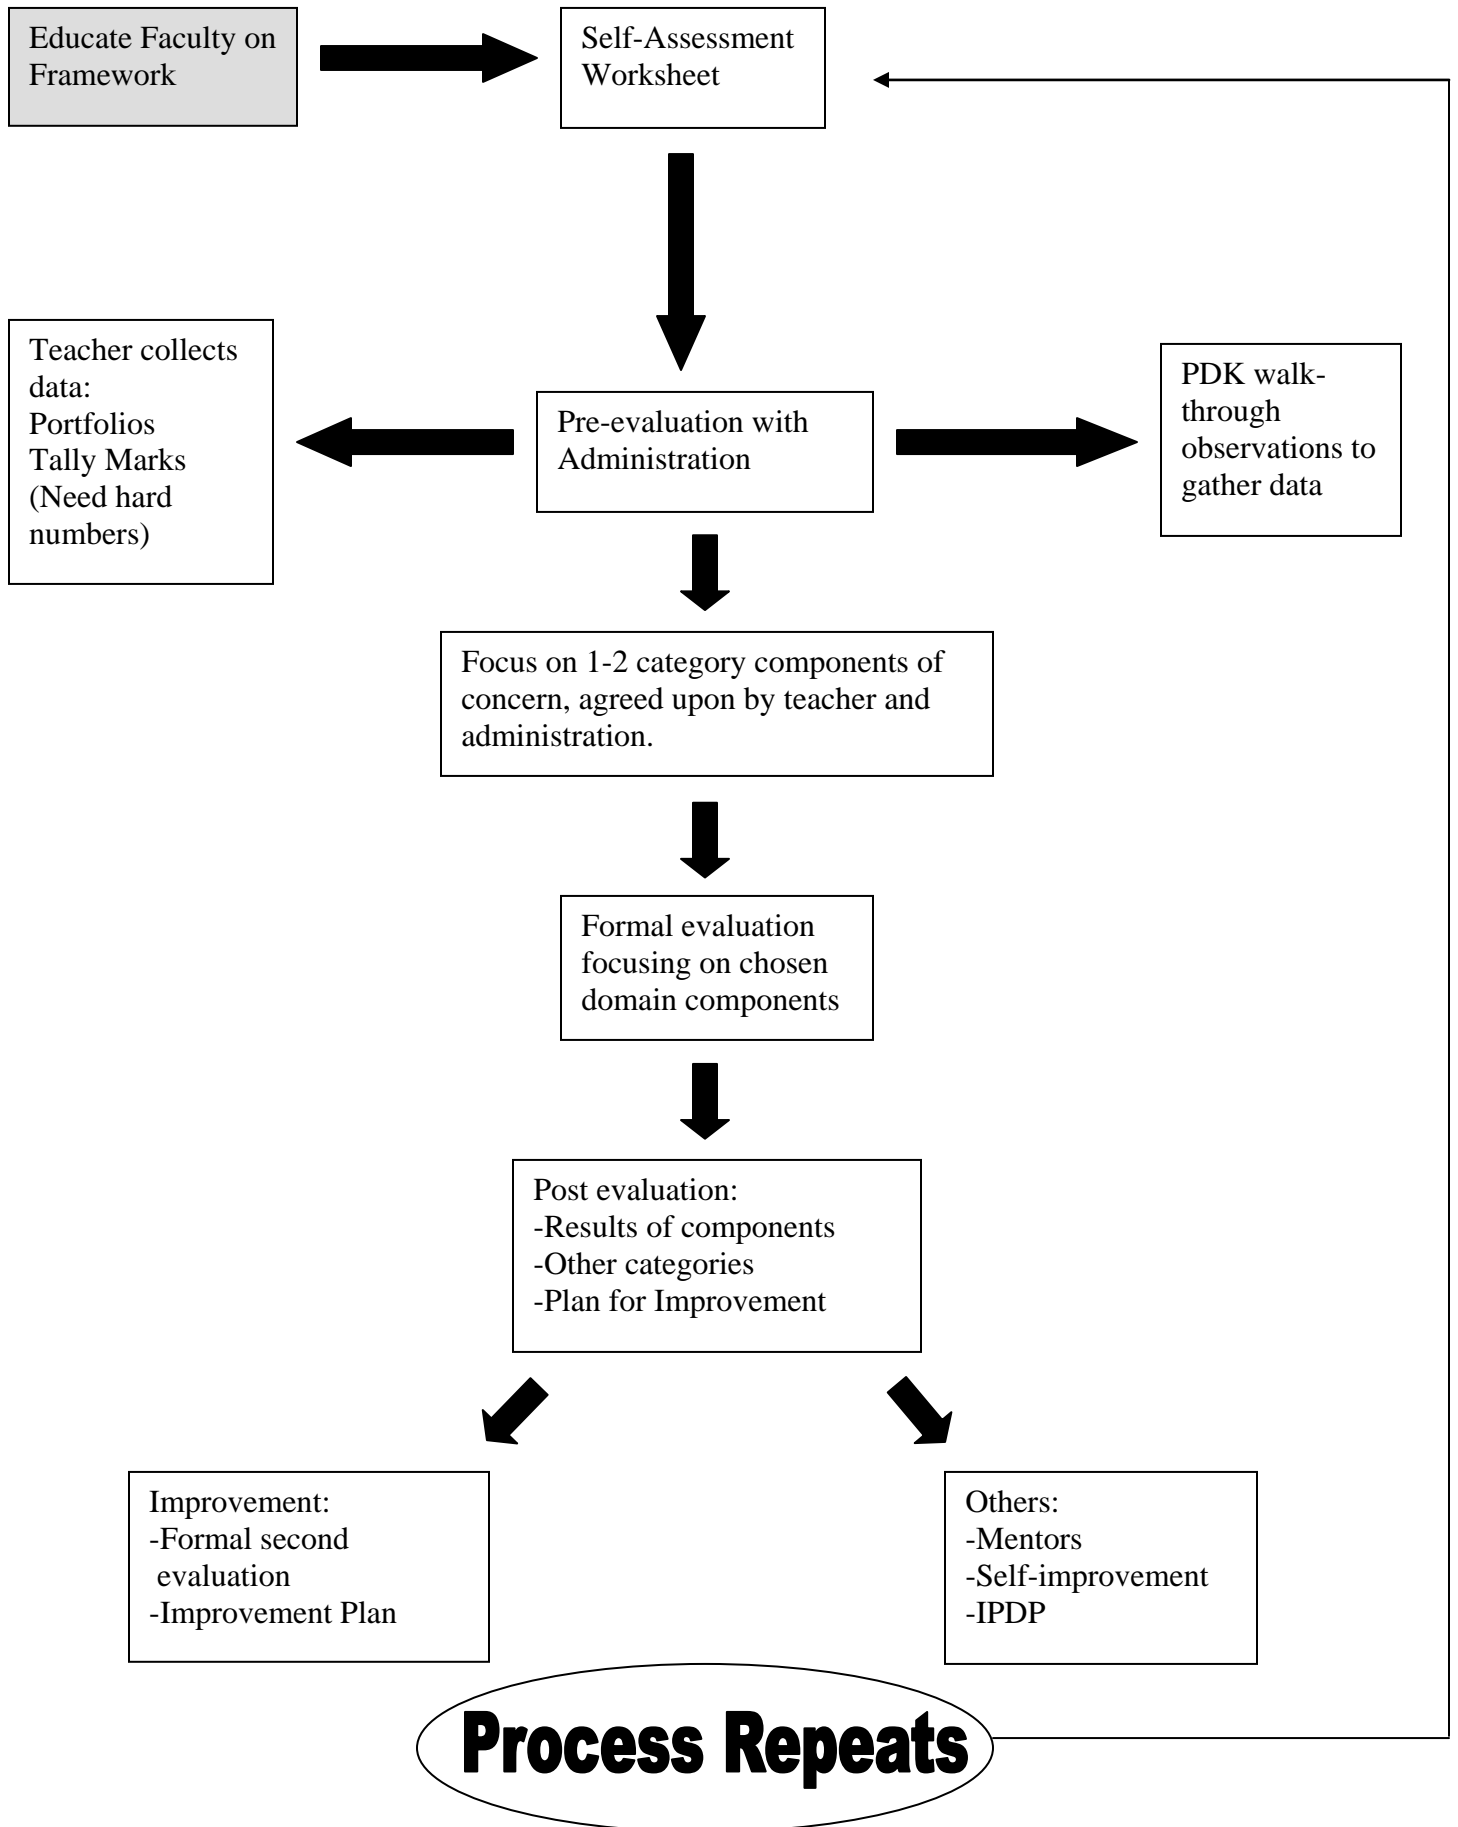 Educate Faculty on
Framework
Self-Assessment
Worksheet
Teacher collects
data:
Portfolios
Tally Marks
(Need hard
numbers)
Pre-evaluation with
Administration
PDK walk-
through
observations to
gather data
Focus on 1-2 category components of
concern, agreed upon by teacher and
administration.
Formal evaluation
focusing on chosen
domain components
Post evaluation:
-Results of components
-Other categories
-Plan for Improvement
Improvement:
-Formal second
evaluation
-Improvement Plan
Others:
-Mentors
-Self-improvement
-IPDP
Process Repeats